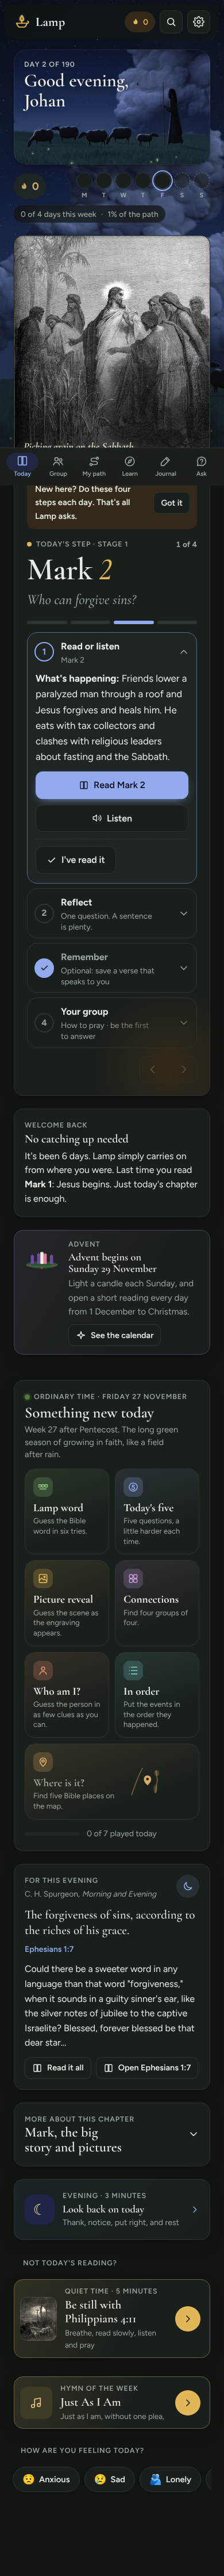 Lamp
0
DAY 2 OF 190
Good evening,
Johan
0
M T W T F S S
0 of 4 days this week · 1% of the path
Picking grain on the Sabbath
Today Group My path Learn Journal Ask
New here? Do these four
steps each day. That's all
Lamp asks.
Got it
TODAY'S STEP · STAGE 1
1 of 4
Mark 2
Who can forgive sins?
1
Read or listen
Mark 2
What's happening: Friends lower a
paralyzed man through a roof and
Jesus forgives and heals him. He
eats with tax collectors and
clashes with religious leaders
about fasting and the Sabbath.
Read Mark 2
Listen
I've read it
2
Reflect
One question. A sentence
is plenty.
Remember
Optional: save a verse that
speaks to you
4
Your group
How to pray · be the first
to answer
WELCOME BACK
No catching up needed
It's been 6 days. Lamp simply carries on
from where you were. Last time you read
Mark 1: Jesus begins. Just today's chapter
is enough.
ADVENT
Advent begins on
Sunday 29 November
Light a candle each Sunday, and
open a short reading every day
from 1 December to Christmas.
See the calendar
ORDINARY TIME · FRIDAY 27 NOVEMBER
Something new today
Week 27 after Pentecost. The long green
season of growing in faith, like a field
after rain.
Lamp word
Guess the Bible
word in six tries.
Today's five
Five questions, a
little harder each
time.
Picture reveal
Guess the scene as
the engraving
appears.
Connections
Find four groups of
four.
Who am I?
Guess the person in
as few clues as you
can.
In order
Put the events in
the order they
happened.
Where is it?
Find five Bible places on
the map.
0 of 7 played today
FOR THIS EVENING
C. H. Spurgeon, Morning and Evening
The forgiveness of sins, according to
the riches of his grace.
Ephesians 1:7
Could there be a sweeter word in any
language than that word "forgiveness,"
when it sounds in a guilty sinner's ear, like
the silver notes of jubilee to the captive
Israelite? Blessed, forever blessed be that
dear star...
Read it all
Open Ephesians 1:7
MORE ABOUT THIS CHAPTER
Mark, the big
story and pictures
EVENING · 3 MINUTES
Look back on today
Thank, notice, put right, and rest
NOT TODAY'S READING?
QUIET TIME · 5 MINUTES
Be still with
Philippians 4:11
Breathe, read slowly, listen
and pray
HYMN OF THE WEEK
Just As I Am
Just as I am, without one plea,
HOW ARE YOU FEELING TODAY?
Anxious
Sad
Lonely